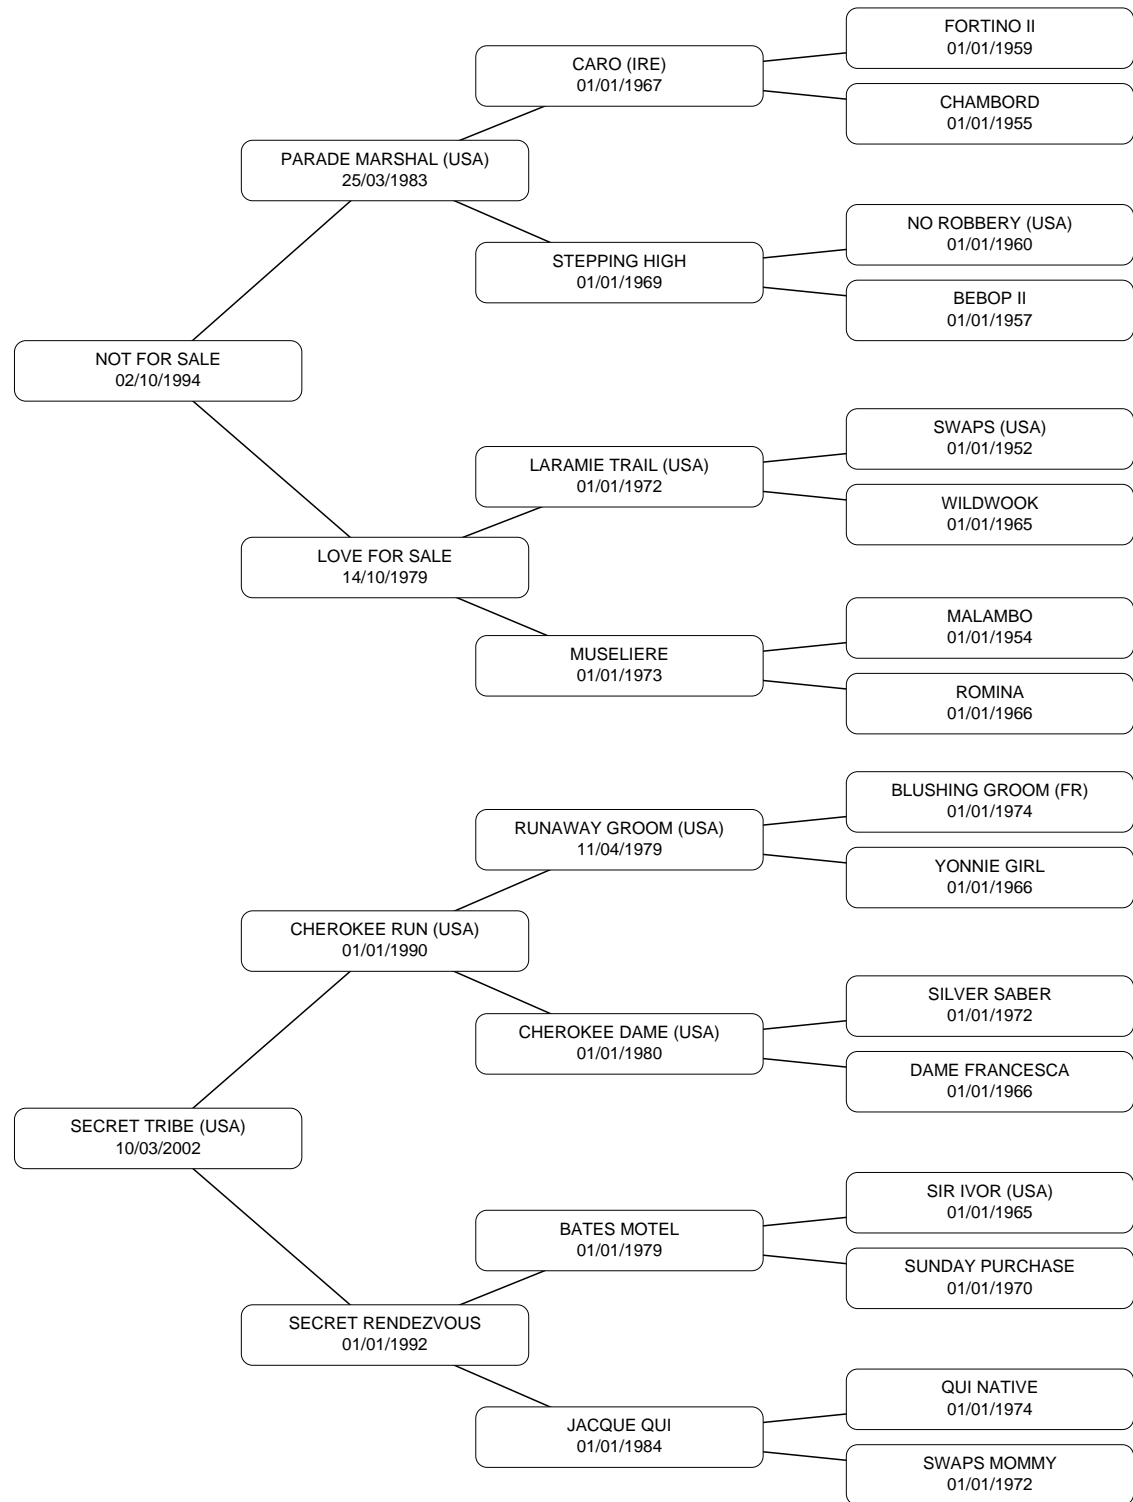 FORTINO II
01/01/1959
CARO (IRE)
01/01/1967
CHAMBORD
01/01/1955
PARADE MARSHAL (USA)
25/03/1983
NO ROBBERY (USA)
01/01/1960
STEPPING HIGH
01/01/1969
BEBOP II
01/01/1957
NOT FOR SALE
02/10/1994
SWAPS (USA)
01/01/1952
LARAMIE TRAIL (USA)
01/01/1972
WILDWOOK
01/01/1965
LOVE FOR SALE
14/10/1979
MALAMBO
01/01/1954
MUSELIERE
01/01/1973
ROMINA
01/01/1966
BLUSHING GROOM (FR)
01/01/1974
RUNAWAY GROOM (USA)
11/04/1979
YONNIE GIRL
01/01/1966
CHEROKEE RUN (USA)
01/01/1990
SILVER SABER
01/01/1972
CHEROKEE DAME (USA)
01/01/1980
DAME FRANCESCA
01/01/1966
SECRET TRIBE (USA)
10/03/2002
SIR IVOR (USA)
01/01/1965
BATES MOTEL
01/01/1979
SUNDAY PURCHASE
01/01/1970
SECRET RENDEZVOUS
01/01/1992
QUI NATIVE
01/01/1974
JACQUE QUI
01/01/1984
SWAPS MOMMY
01/01/1972